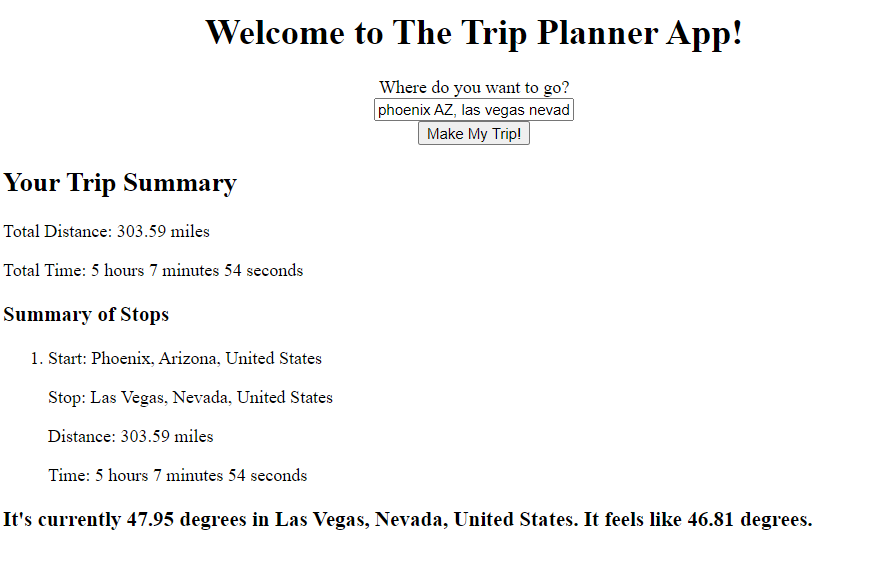 Welcome to The Trip Planner App!
Where do you want to go?
phoenix AZ, las vegas nevad
Make My Trip!
Your Trip Summary
Total Distance: 303.59 miles
Total Time: 5 hours 7 minutes 54 seconds
Summary of Stops
1. Start: Phoenix, Arizona, United States
Stop: Las Vegas, Nevada, United States
Distance: 303.59 miles
Time: 5 hours 7 minutes 54 seconds
It's currently 47.95 degrees in Las Vegas, Nevada, United States. It feels like 46.81 degrees.